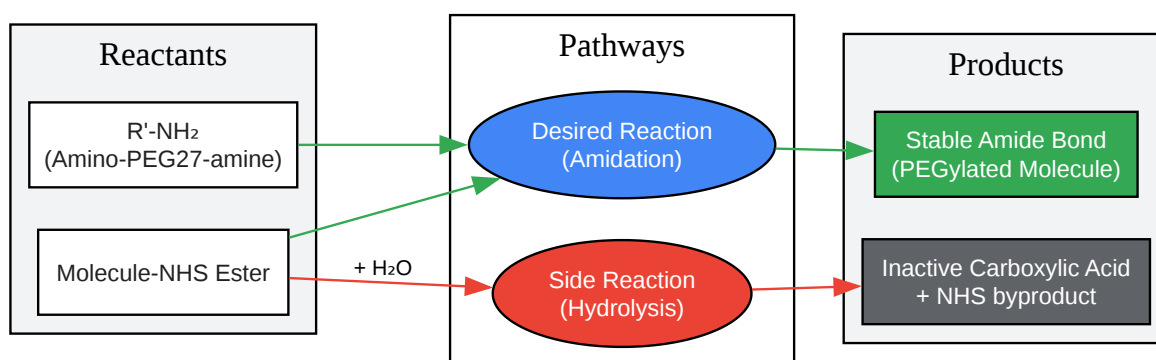 Reactants
R'-NH₂
(Amino-PEG27-amine)
Molecule-NHS Ester
+ H₂O
Pathways
Desired Reaction
(Amidation)
Side Reaction
(Hydrolysis)
Products
Stable Amide Bond
(PEGylated Molecule)
Inactive Carboxylic Acid
+ NHS byproduct